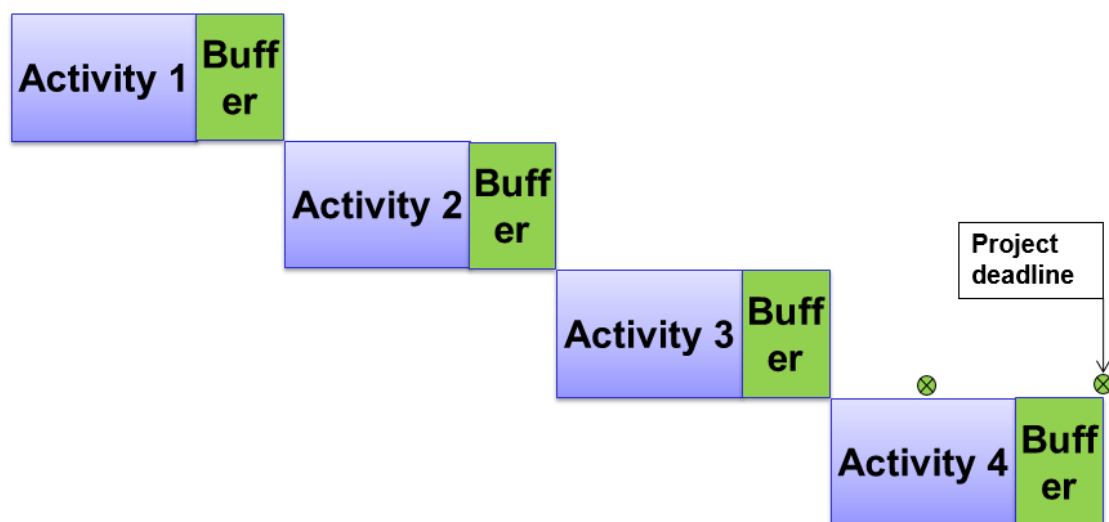 Activity 1
Buff
er
Activity 2
Buff
er
Activity 3
Buff
er
Project
deadline
Activity 4
Buff
er